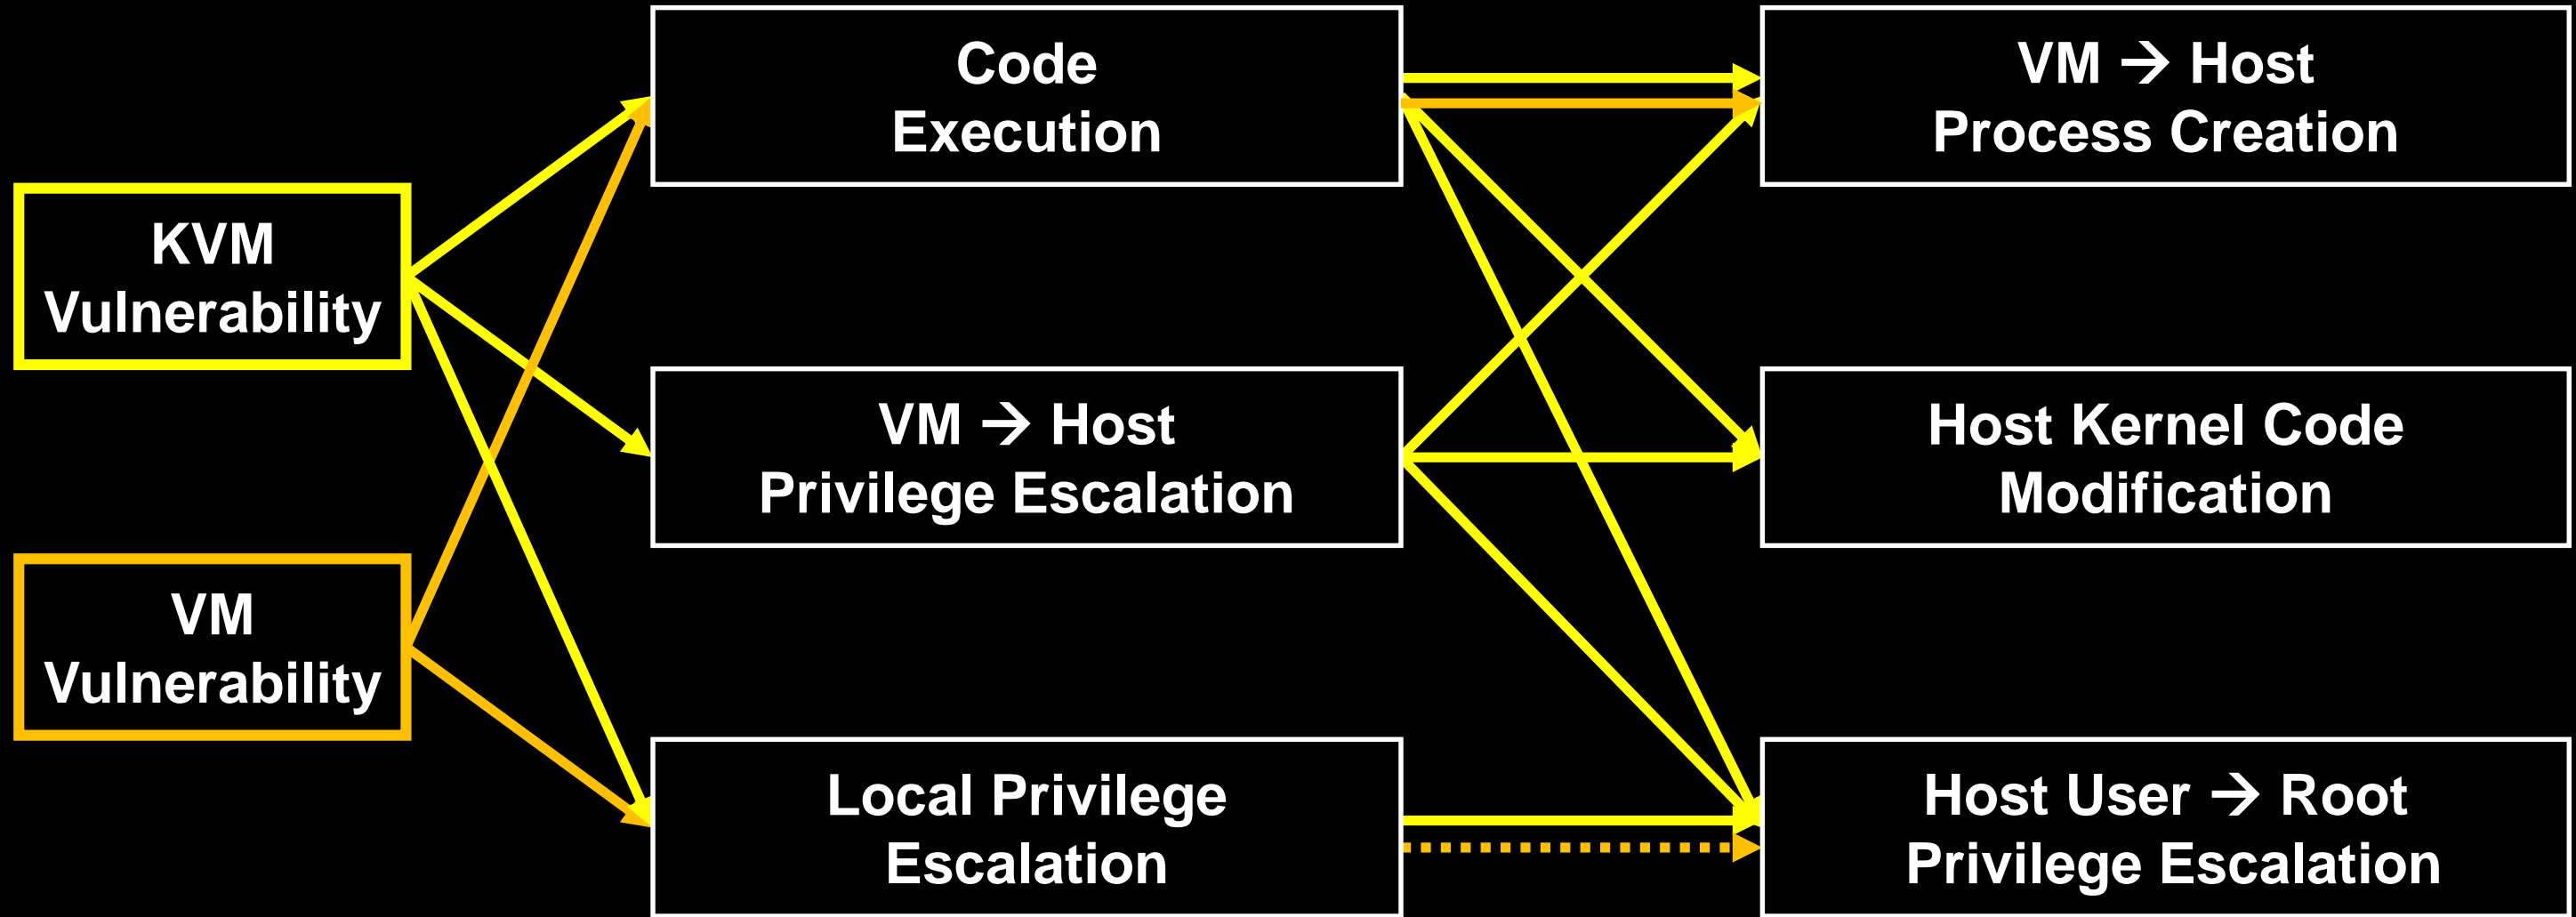 Code
Execution
VM → Host
Process Creation
KVM
Vulnerability
VM → Host
Privilege Escalation
Host Kernel Code
Modification
VM
Vulnerability
Local Privilege
Escalation
Host User → Root
Privilege Escalation